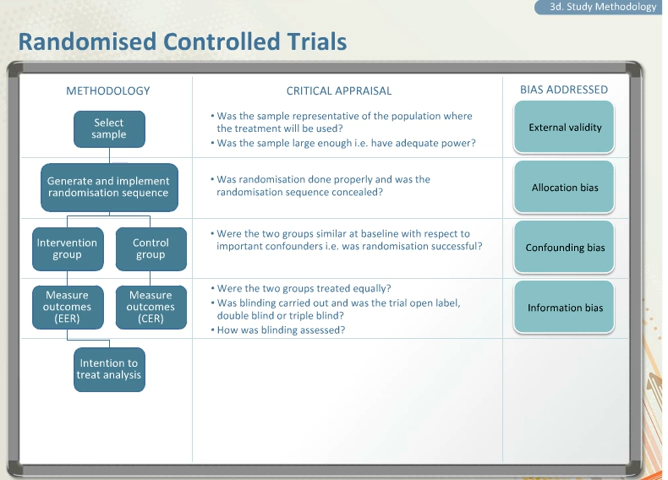 3d. Study Methodology
Randomised Controlled Trials
METHODOLOGY
CRITICAL APPRAISAL
BIAS ADDRESSED
Select
sample
• Was the sample representative of the population where
the treatment will be used?
• Was the sample large enough i.e. have adequate power?
External validity
Generate and implement
randomisation sequence
• Was randomisation done properly and was the
randomisation sequence concealed?
Allocation bias
Intervention
group
Control
group
• Were the two groups similar at baseline with respect to
important confounders i.e. was randomisation successful?
Confounding bias
Measure
outcomes
(EER)
Measure
outcomes
(CER)
• Were the two groups treated equally?
• Was blinding carried out and was the trial open label,
double blind or triple blind?
• How was blinding assessed?
Information bias
Intention to
treat analysis